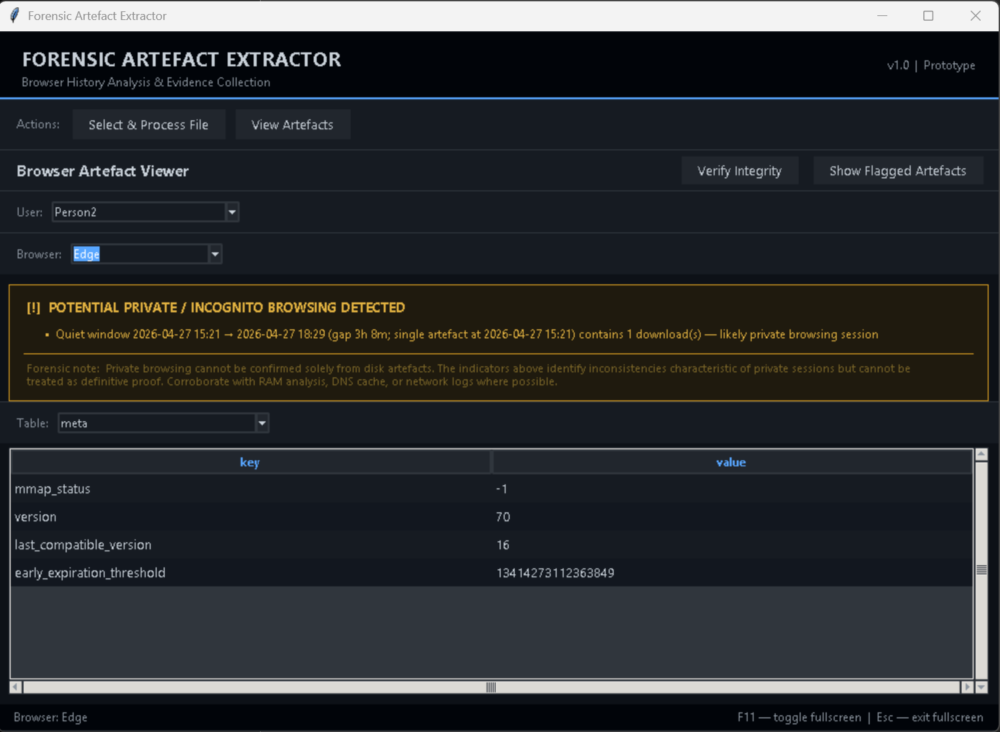 Forensic Artefact Extractor
FORENSIC ARTEFACT EXTRACTOR
Browser History Analysis & Evidence Collection
v1.0 | Prototype
Actions:
Select & Process File
View Artefacts
Browser Artefact Viewer
Verify Integrity
Show Flagged Artefacts
User:
Person2
Browser:
Edge
[!] POTENTIAL PRIVATE / INCOGNITO BROWSING DETECTED
• Quiet window 2026-04-27 15:21 → 2026-04-27 18:29 (gap 3h 8m; single artefact at 2026-04-27 15:21) contains 1 download(s) — likely private browsing session
Forensic note: Private browsing cannot be confirmed solely from disk artefacts. The indicators above identify inconsistencies characteristic of private sessions but cannot be
treated as definitive proof. Corroborate with RAM analysis, DNS cache, or network logs where possible.
Table:
meta
key value
mmap_status -1
version 70
last_compatible_version 16
early_expiration_threshold 13414273112363849
Browser: Edge
F11 — toggle fullscreen | Esc — exit fullscreen